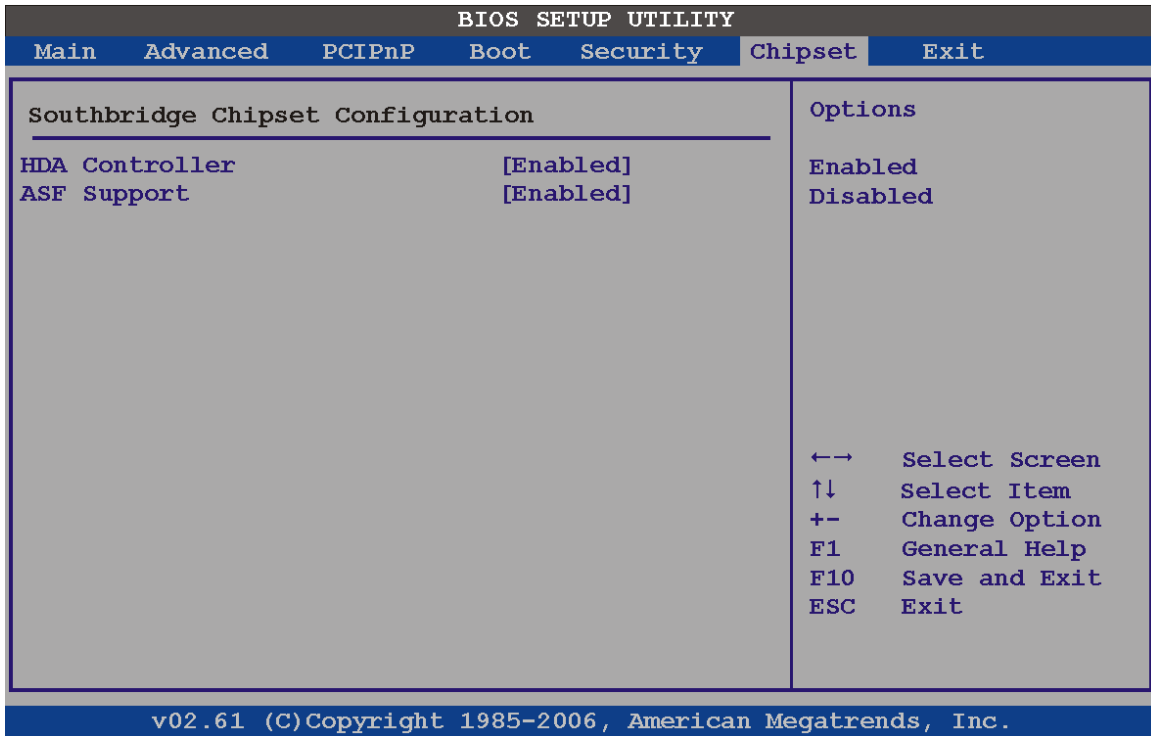 BIOS SETUP UTILITY
Main Advanced PCIPnP Boot Security Chipset Exit
Southbridge Chipset Configuration
HDA Controller [Enabled]
ASF Support [Enabled]
Options
Enabled
Disabled
←→ Select Screen
↑↓ Select Item
+- Change Option
F1 General Help
F10 Save and Exit
ESC Exit
v02.61 (C)Copyright 1985-2006, American Megatrends, Inc.